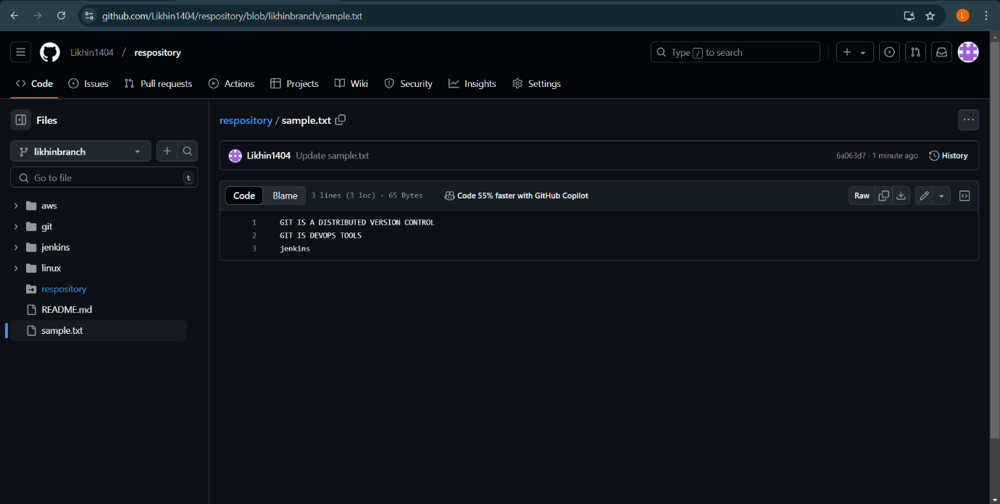 github.com/Likhin1404/respository/blob/likhinbranch/sample.txt
L
Likhin1404 / respository
Type / to search
Code Issues Pull requests Actions Projects Wiki Security Insights Settings
Files
respository / sample.txt
likhinbranch
Likhin1404 Update sample.txt 6a063d7 · 1 minute ago History
Go to file t
Code Blame 3 lines (3 loc) · 65 Bytes Code 55% faster with GitHub Copilot Raw
1 GIT IS A DISTRIBUTED VERSION CONTROL
2 GIT IS DEVOPS TOOLS
3 jenkins
aws
git
jenkins
linux
respository
README.md
sample.txt